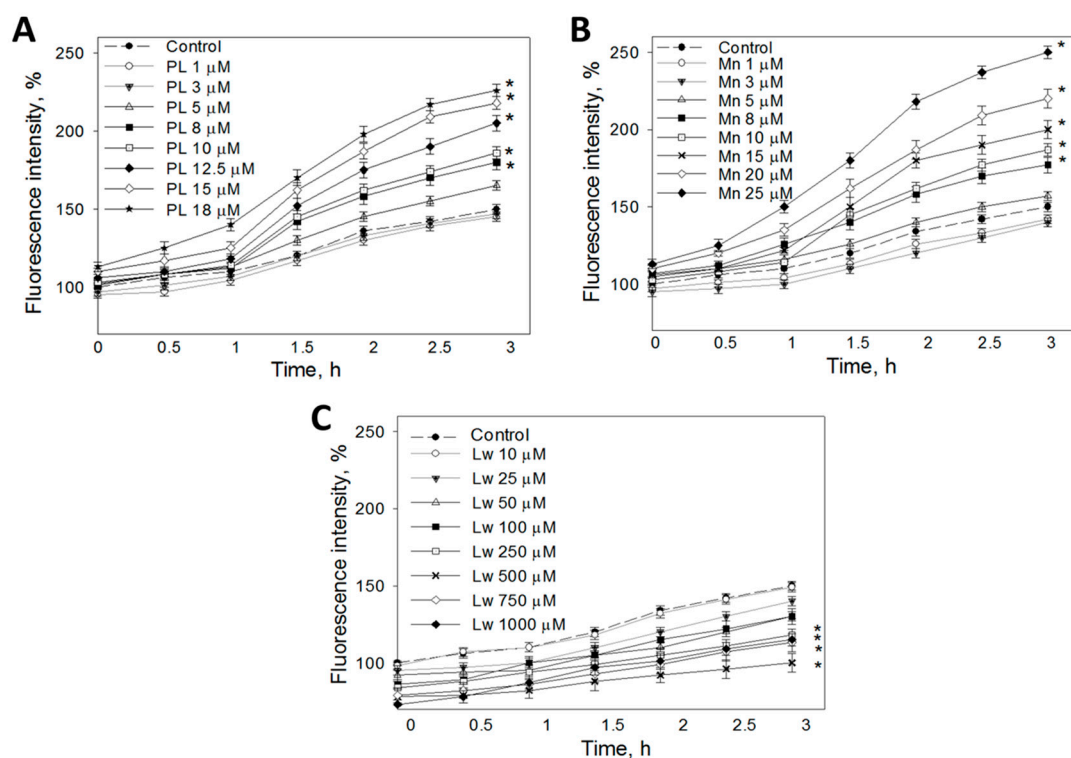 A
Fluorescence intensity, %
250
200
150
100
Control
PL 1 μM
PL 3 μM
PL 5 μM
PL 8 μM
PL 10 μM
PL 12.5 μM
PL 15 μM
PL 18 μM
*
*
*
*
*
0 0.5 1 1.5 2 2.5 3
Time, h
B
Fluorescence intensity, %
250
200
150
100
Control
Mn 1 μM
Mn 3 μM
Mn 5 μM
Mn 8 μM
Mn 10 μM
Mn 15 μM
Mn 20 μM
Mn 25 μM
*
*
*
*
*
0 0.5 1 1.5 2 2.5 3
Time, h
C
Fluorescence intensity, %
250
200
150
100
Control
Lw 10 μM
Lw 25 μM
Lw 50 μM
Lw 100 μM
Lw 250 μM
Lw 500 μM
Lw 750 μM
Lw 1000 μM
*
*
*
*
0 0.5 1 1.5 2 2.5 3
Time, h